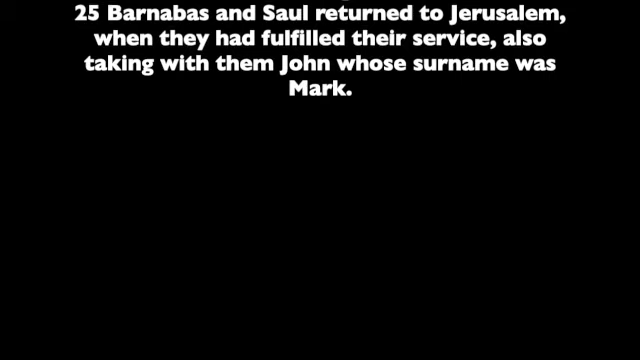 25 Barnabas and Saul returned to Jerusalem,
when they had fulfilled their service, also
taking with them John whose surname was
Mark.